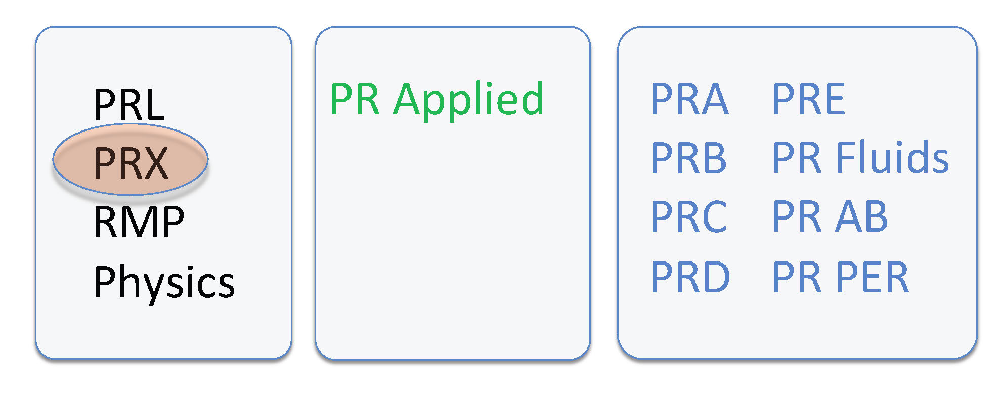 PRL
PRX
RMP
Physics
PR Applied
PRA
PRB
PRC
PRD
PRE
PR Fluids
PR AB
PR PER